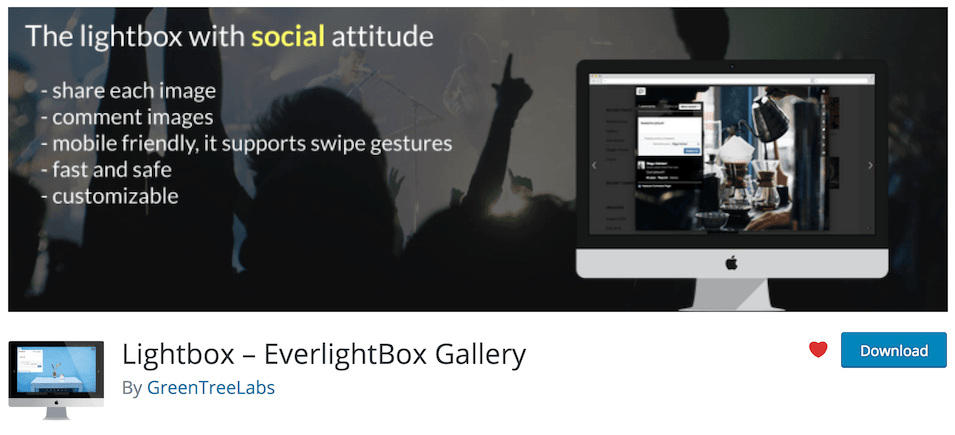 The lightbox with social attitude
- share each image
- comment images
- mobile friendly, it supports swipe gestures
- fast and safe
- customizable
Lightbox – EverlightBox Gallery
By GreenTreeLabs
Download